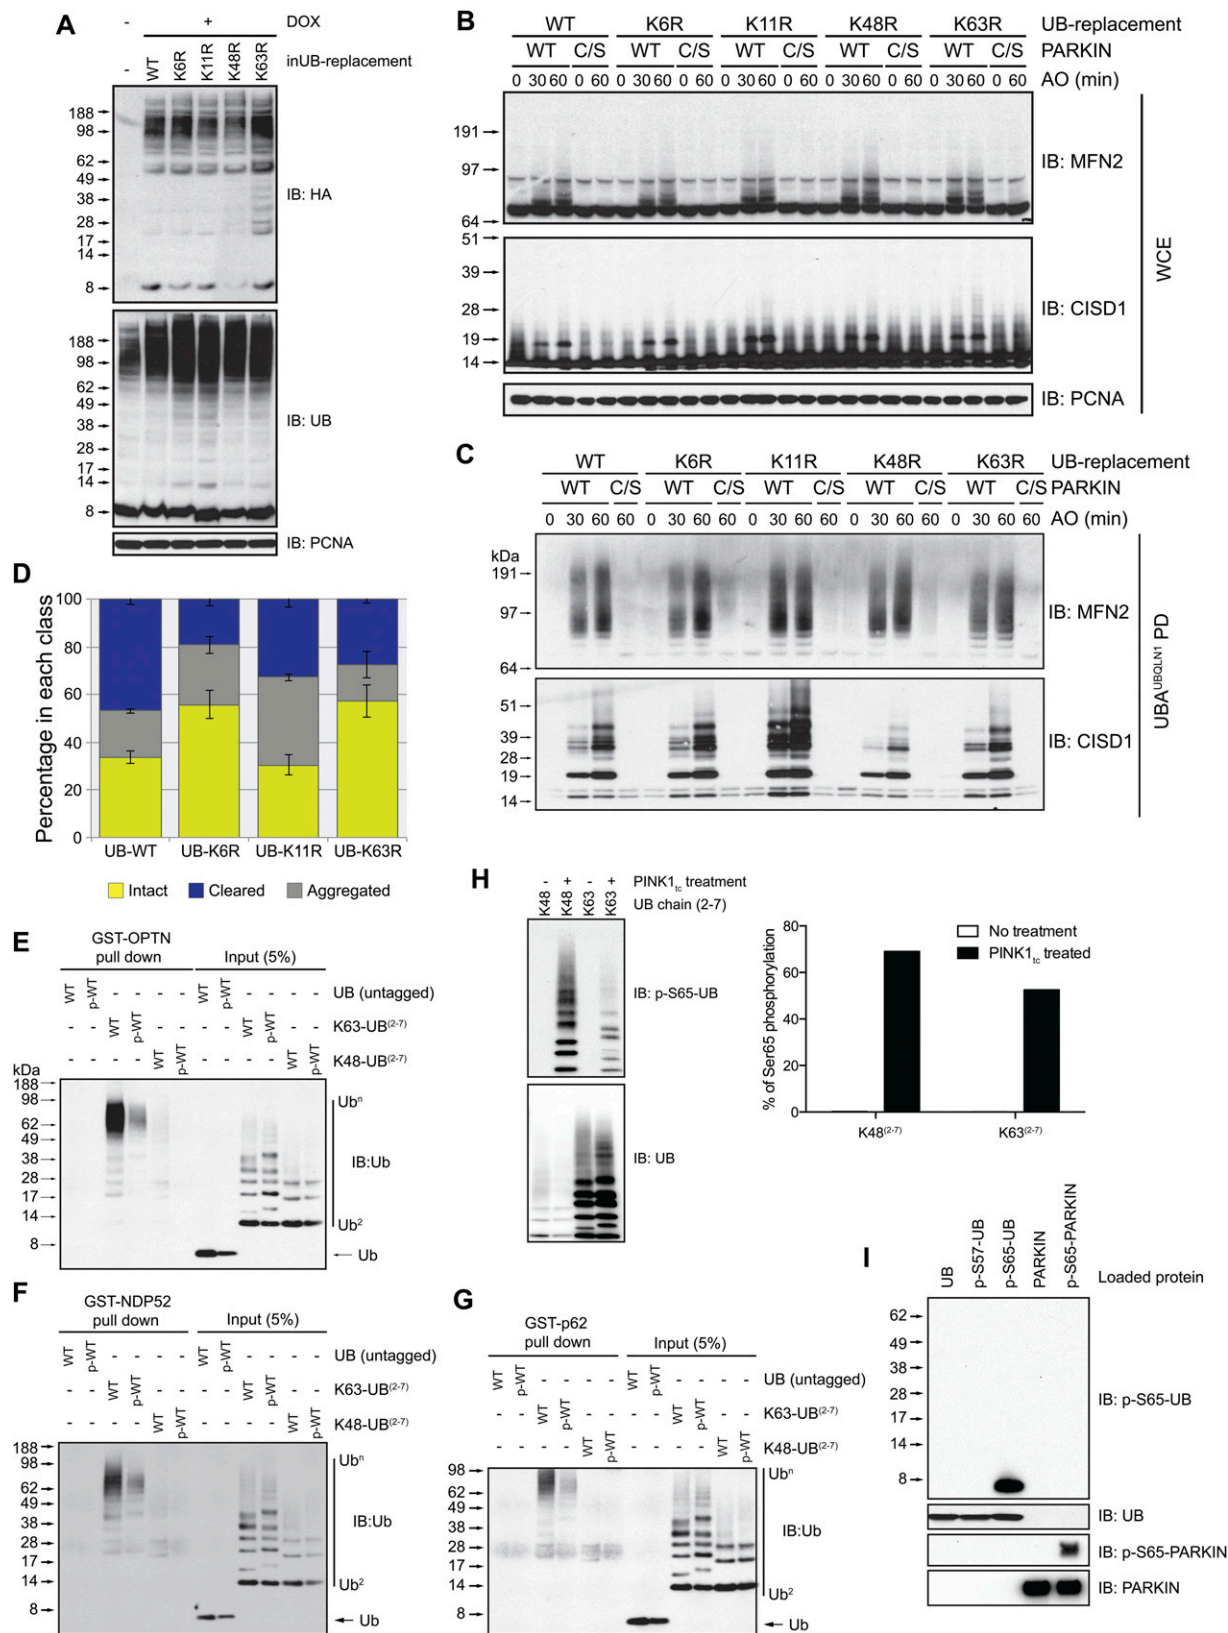 A
- + DOX
- WT K6R K11R K48R K63R inUB-replacement
188
98
62
49
38
28
17
14
8
IB: HA
188
98
62
49
38
28
17
14
8
IB: UB
IB: PCNA
B
WT K6R K11R K48R K63R UB-replacement
WT C/S WT C/S WT C/S WT C/S WT C/S PARKIN
0 30 60 0 60 0 30 60 0 60 0 30 60 0 60 0 30 60 0 60 0 30 60 0 60 AO (min)
191
97
64
IB: MFN2
51
39
28
19
14
IB: CISD1
IB: PCNA
WCE
C
WT K6R K11R K48R K63R UB-replacement
WT C/S WT C/S WT C/S WT C/S WT C/S PARKIN
0 30 60 60 0 30 60 60 0 30 60 60 0 30 60 60 0 30 60 60 AO (min)
kDa
191
97
64
IB: MFN2
51
39
28
19
14
IB: CISD1
UBA^UBQLN1 PD
D
Percentage in each class
100
80
60
40
20
0
UB-WT UB-K6R UB-K11R UB-K63R
Intact Cleared Aggregated
E
GST-OPTN
pull down
Input (5%)
WT p-WT - - - - WT p-WT - - - - UB (untagged)
- - WT p-WT - - - - WT p-WT - - K63-UB(2-7)
- - - - WT p-WT - - - - WT p-WT K48-UB(2-7)
kDa
188
98
62
49
38
28
17
14
8
Ubⁿ
IB:Ub
Ub²
Ub
F
GST-NDP52
pull down
Input (5%)
WT p-WT - - - - WT p-WT - - - - UB (untagged)
- - WT p-WT - - - - WT p-WT - - K63-UB(2-7)
- - - - WT p-WT - - - - WT p-WT K48-UB(2-7)
188
98
62
49
38
28
17
14
8
Ubⁿ
IB:Ub
Ub²
Ub
G
GST-p62
pull down
Input (5%)
WT p-WT - - - - WT p-WT - - - - UB (untagged)
- - WT p-WT - - - - WT p-WT - - K63-UB(2-7)
- - - - WT p-WT - - - - WT p-WT K48-UB(2-7)
98
62
49
38
28
17
14
8
Ubⁿ
IB:Ub
Ub²
Ub
H
- + - + PINK1tc treatment
K48 K48 K63 K63 UB chain (2-7)
IB: p-S65-UB
IB: UB
% of Ser65 phosphorylation
80
60
40
20
0
No treatment
PINK1tc treated
K48(2-7) K63(2-7)
I
UB p-S57-UB p-S65-UB PARKIN p-S65-PARKIN Loaded protein
62
49
38
28
17
14
8
IB: p-S65-UB
IB: UB
IB: p-S65-PARKIN
IB: PARKIN